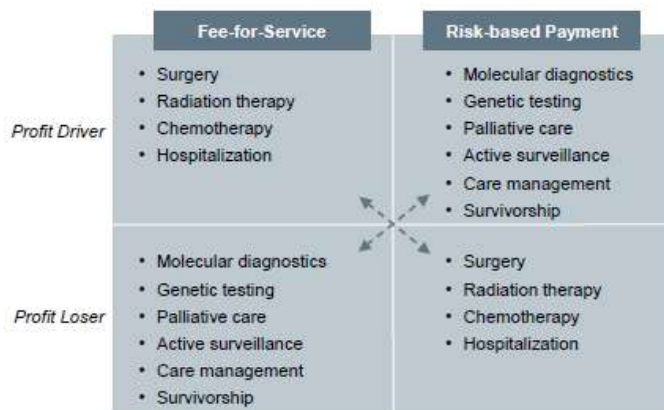 Fee-for-Service
Risk-based Payment
Profit Driver
• Surgery
• Radiation therapy
• Chemotherapy
• Hospitalization
• Molecular diagnostics
• Genetic testing
• Palliative care
• Active surveillance
• Care management
• Survivorship
Profit Loser
• Molecular diagnostics
• Genetic testing
• Palliative care
• Active surveillance
• Care management
• Survivorship
• Surgery
• Radiation therapy
• Chemotherapy
• Hospitalization